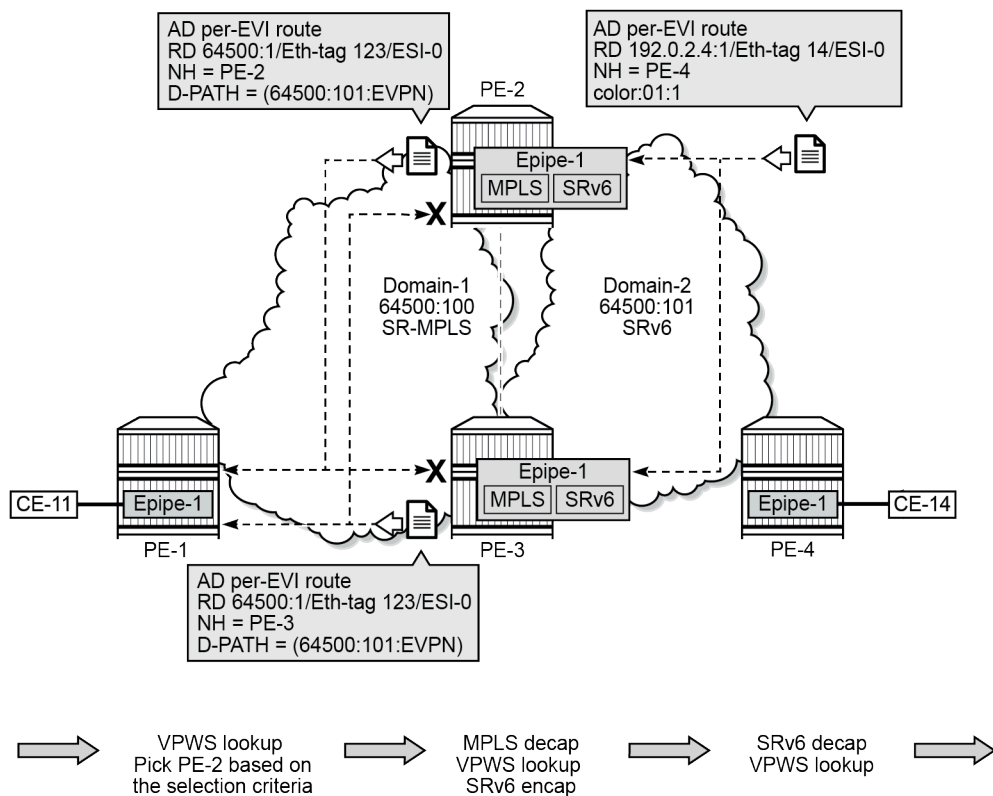 AD per-EVI route
RD 64500:1/Eth-tag 123/ESI-0
NH = PE-2
D-PATH = (64500:101:EVPN)
AD per-EVI route
RD 192.0.2.4:1/Eth-tag 14/ESI-0
NH = PE-4
color:01:1
PE-2
Epipe-1
MPLS
SRv6
Domain-1
64500:100
SR-MPLS
Domain-2
64500:101
SRv6
CE-11
Epipe-1
PE-1
Epipe-1
MPLS
SRv6
PE-3
Epipe-1
PE-4
CE-14
AD per-EVI route
RD 64500:1/Eth-tag 123/ESI-0
NH = PE-3
D-PATH = (64500:101:EVPN)
VPWS lookup
Pick PE-2 based on
the selection criteria
MPLS decap
VPWS lookup
SRv6 encap
SRv6 decap
VPWS lookup